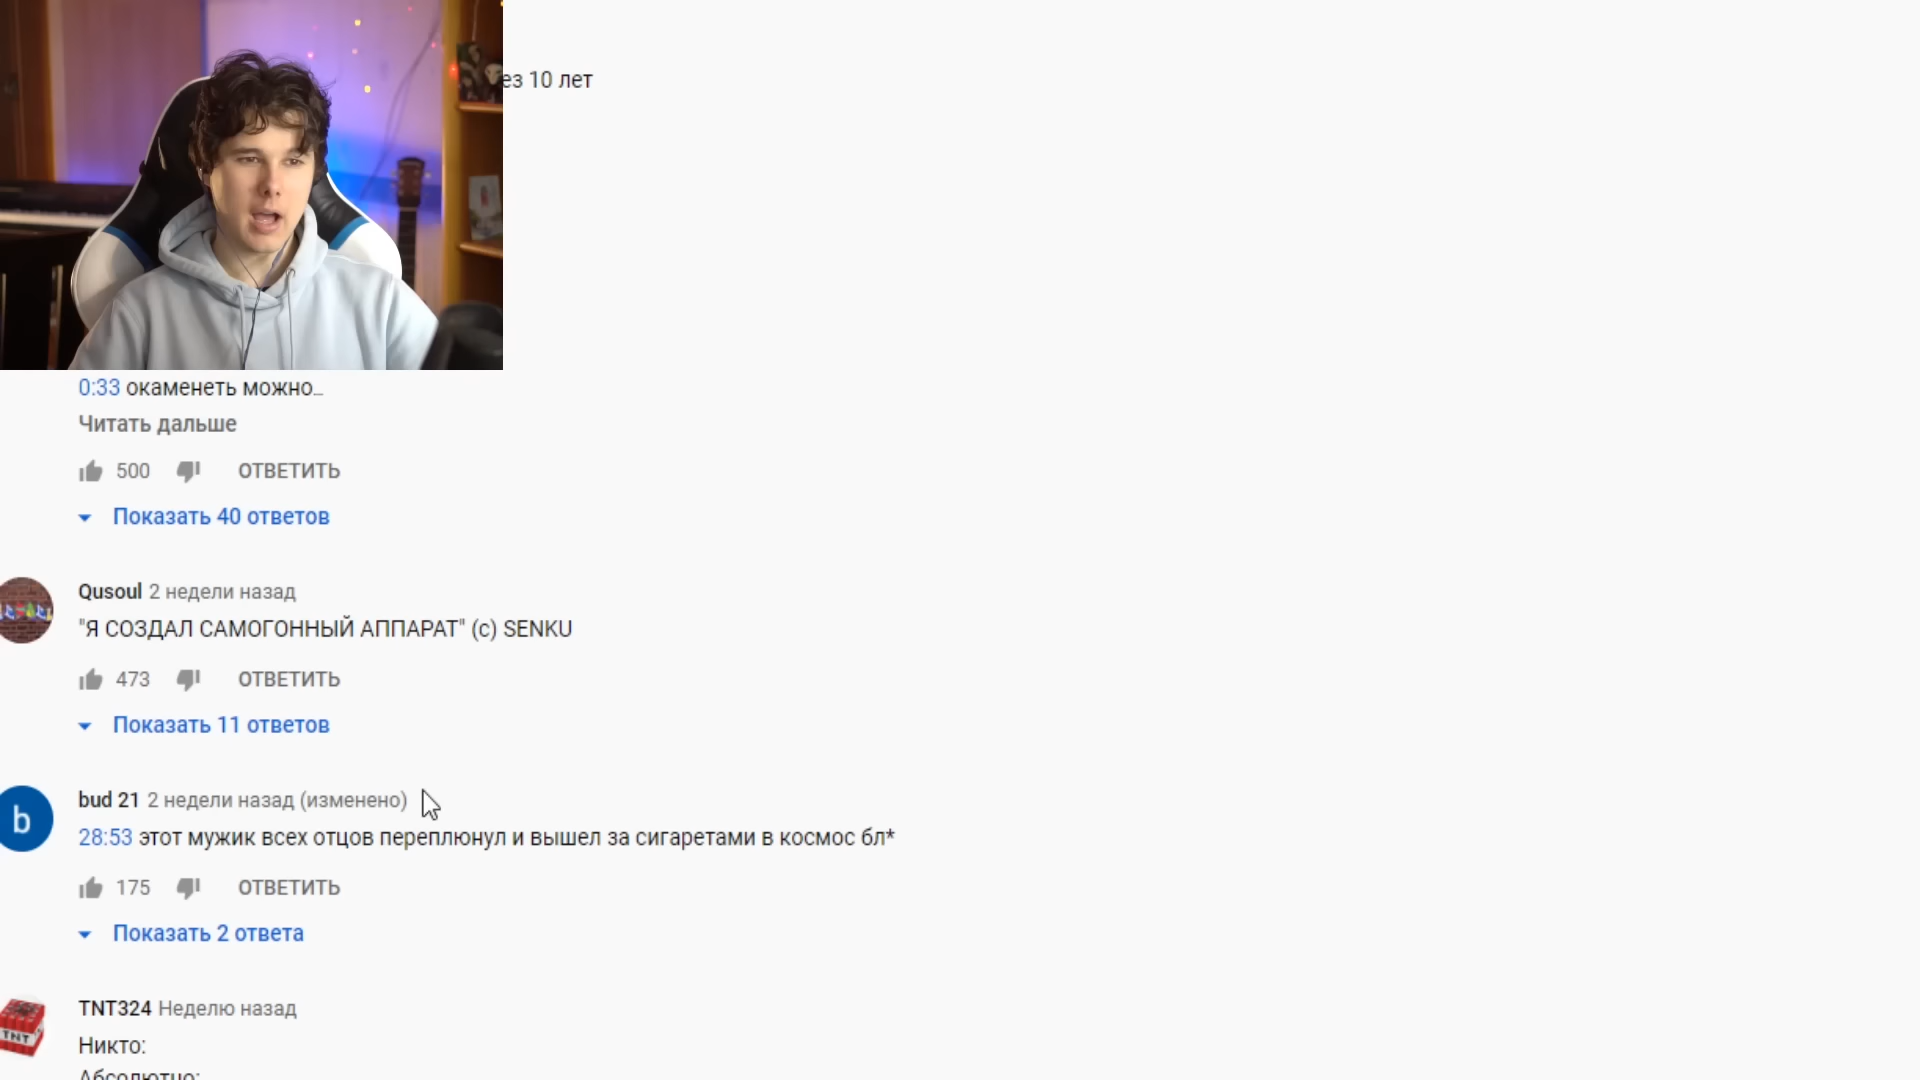 ез 10 лет
0:33 окаменеть можно...
Читать дальше
500 ОТВЕТИТЬ
Показать 40 ответов
Qusoul 2 недели назад
"Я СОЗДАЛ САМОГОННЫЙ АППАРАТ" (с) SENKU
473 ОТВЕТИТЬ
Показать 11 ответов
b
bud 21 2 недели назад (изменено)
28:53 этот мужик всех отцов переплюнул и вышел за сигаретами в космос бл*
175 ОТВЕТИТЬ
Показать 2 ответа
TNT
TNT324 Неделю назад
Никто:
Абсолютно: